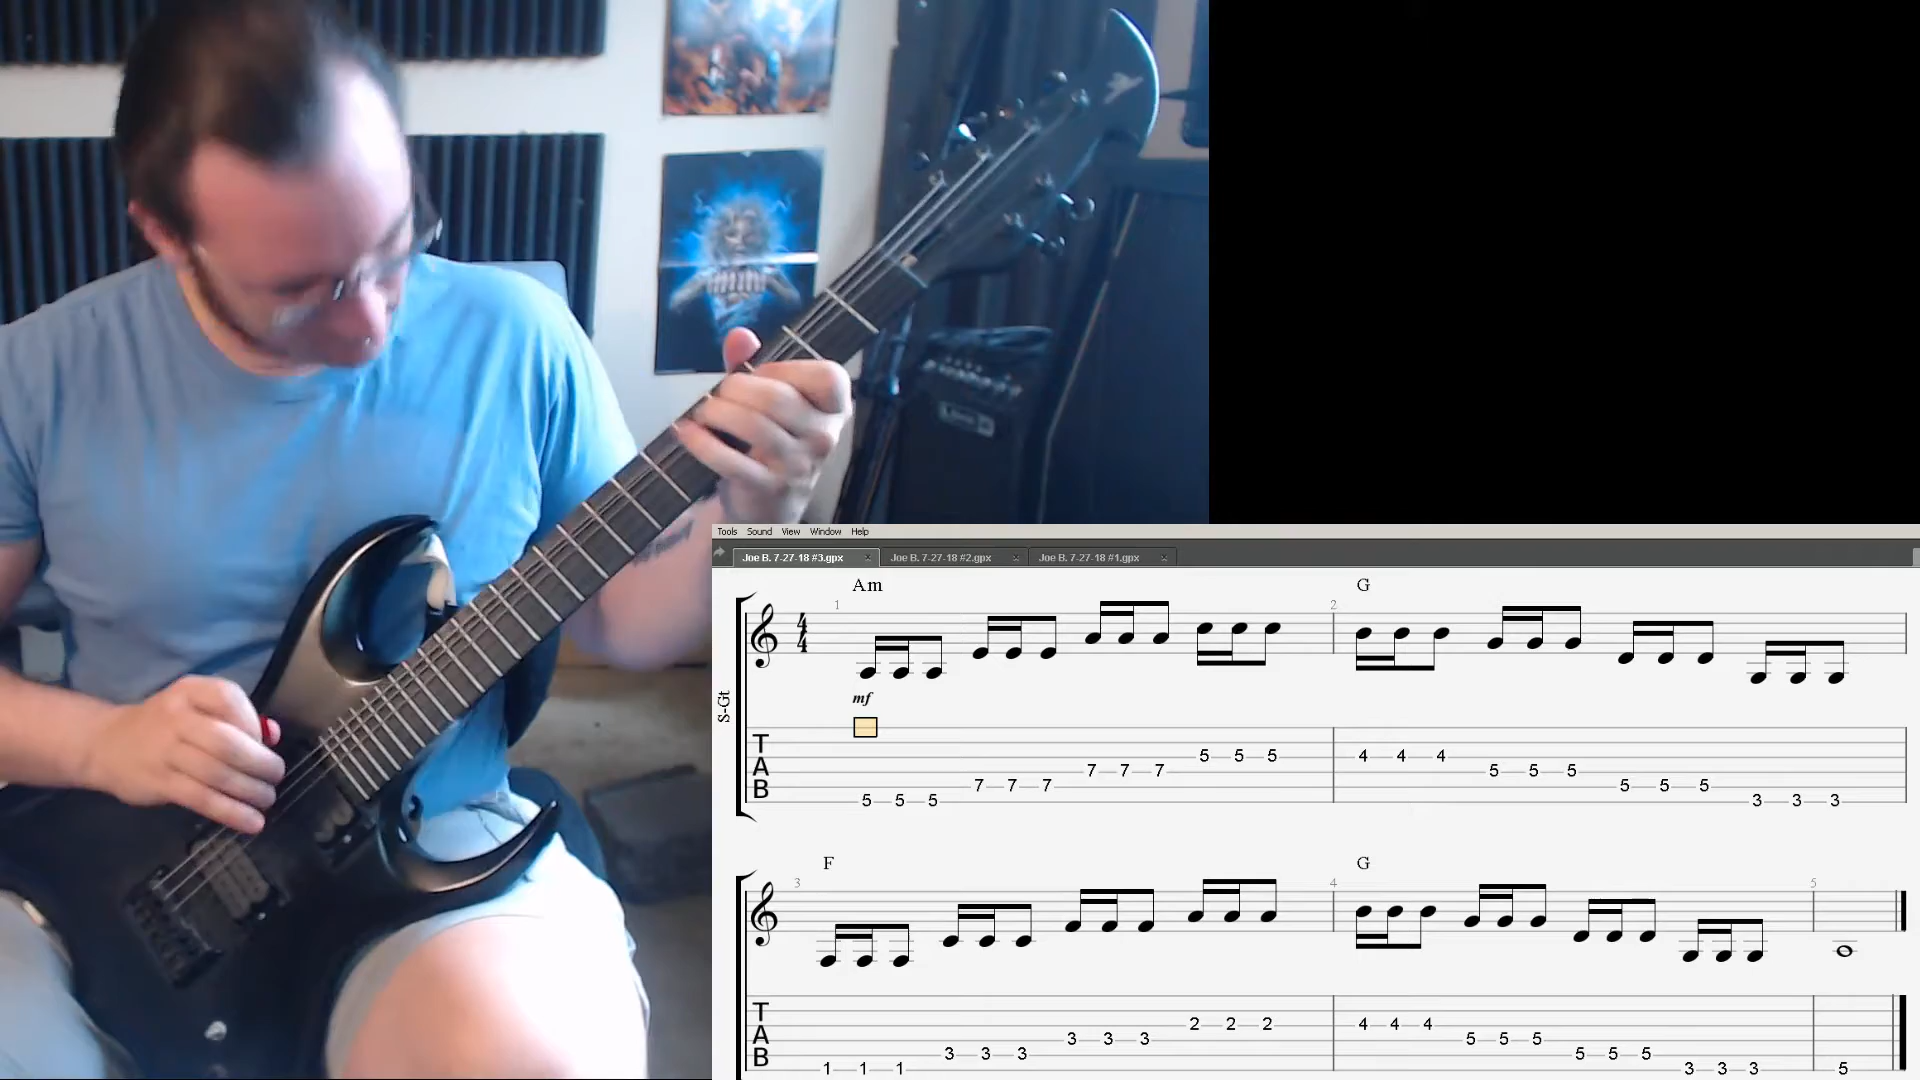 Tools Sound View Window Help
Joe B. 7-27-18 #3.gpx × Joe B. 7-27-18 #2.gpx × Joe B. 7-27-18 #1.gpx ×
Am G
1 2
4
4
mf
S-Gt
T
A
B
5 5 5 4 4 4
7 7 7 5 5 5
7 7 7 5 5 5
5 5 5 3 3 3
F G
3 4 5
T
A
B
2 2 2 4 4 4
3 3 3 5 5 5
3 3 3 5 5 5
1 1 1 3 3 3 5